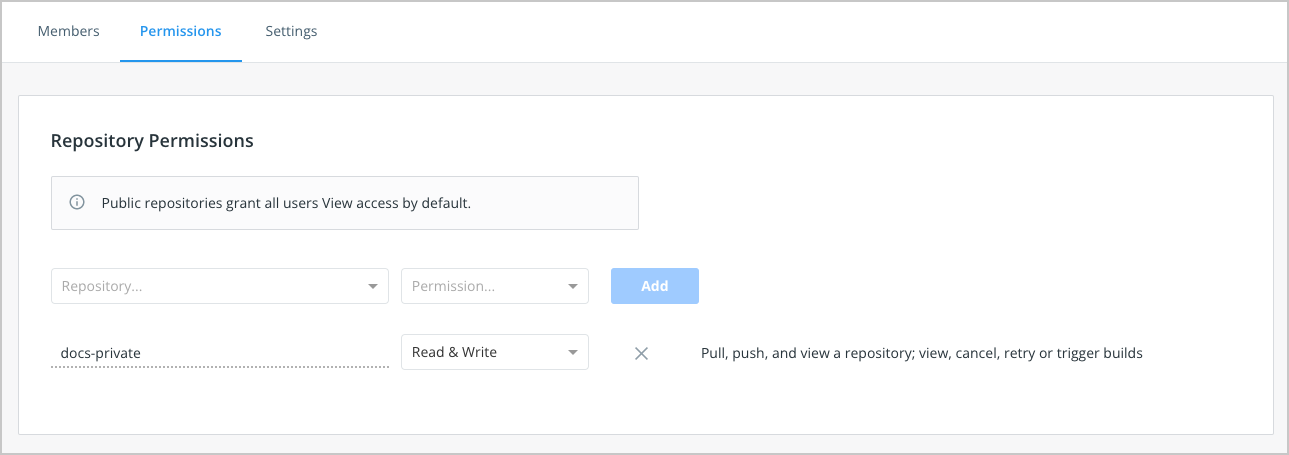 Members Permissions Settings
Repository Permissions
Public repositories grant all users View access by default.
Repository... Permission... Add
docs-private Read & Write Pull, push, and view a repository; view, cancel, retry or trigger builds